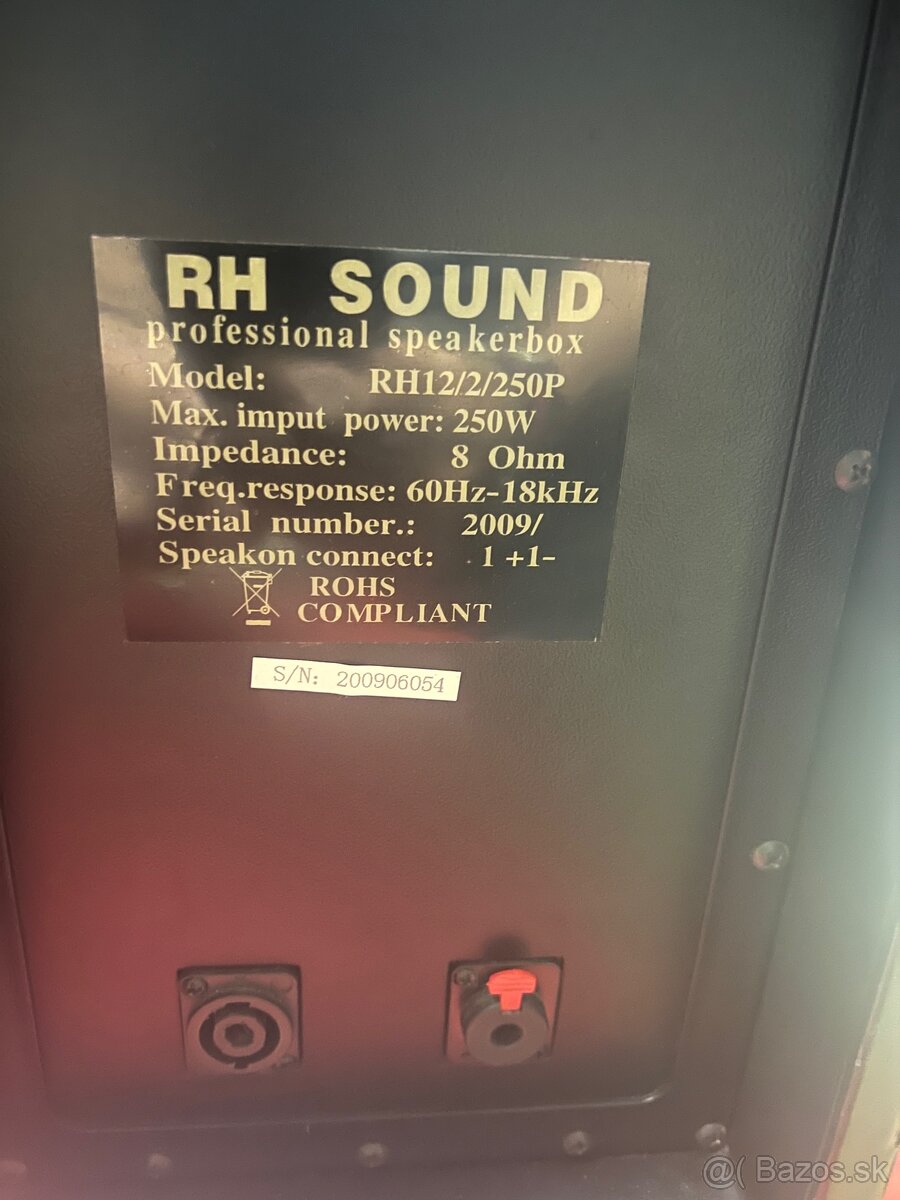 RH SOUND
professional speakerbox
Model: RH12/2/250P
Max. imput power: 250W
Impedance: 8 Ohm
Freq.response: 60Hz-18kHz
Serial number.: 2009/
Speakon connect: 1+1-
ROHS
COMPLIANT
S/N: 200906054
@( Bazos.sk